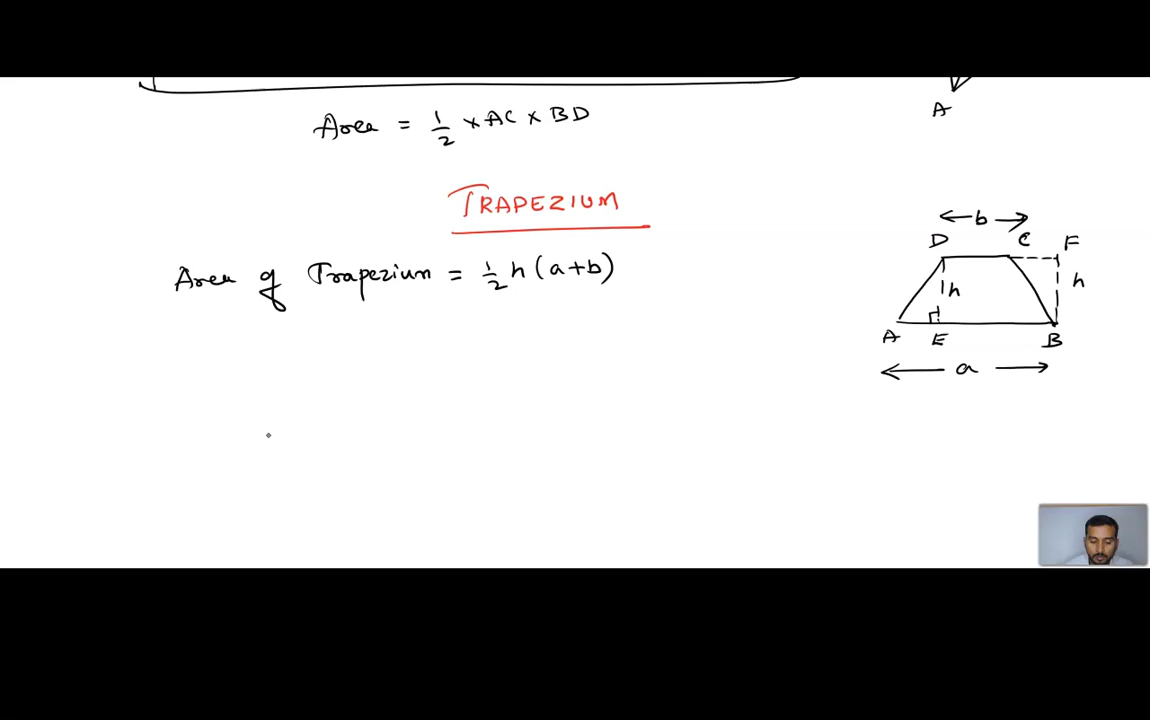 A
Area = 1/2 × AC × BD
TRAPEZIUM
Area of Trapezium = 1/2 h (a+b)
b
D C F
h h
A E B
a